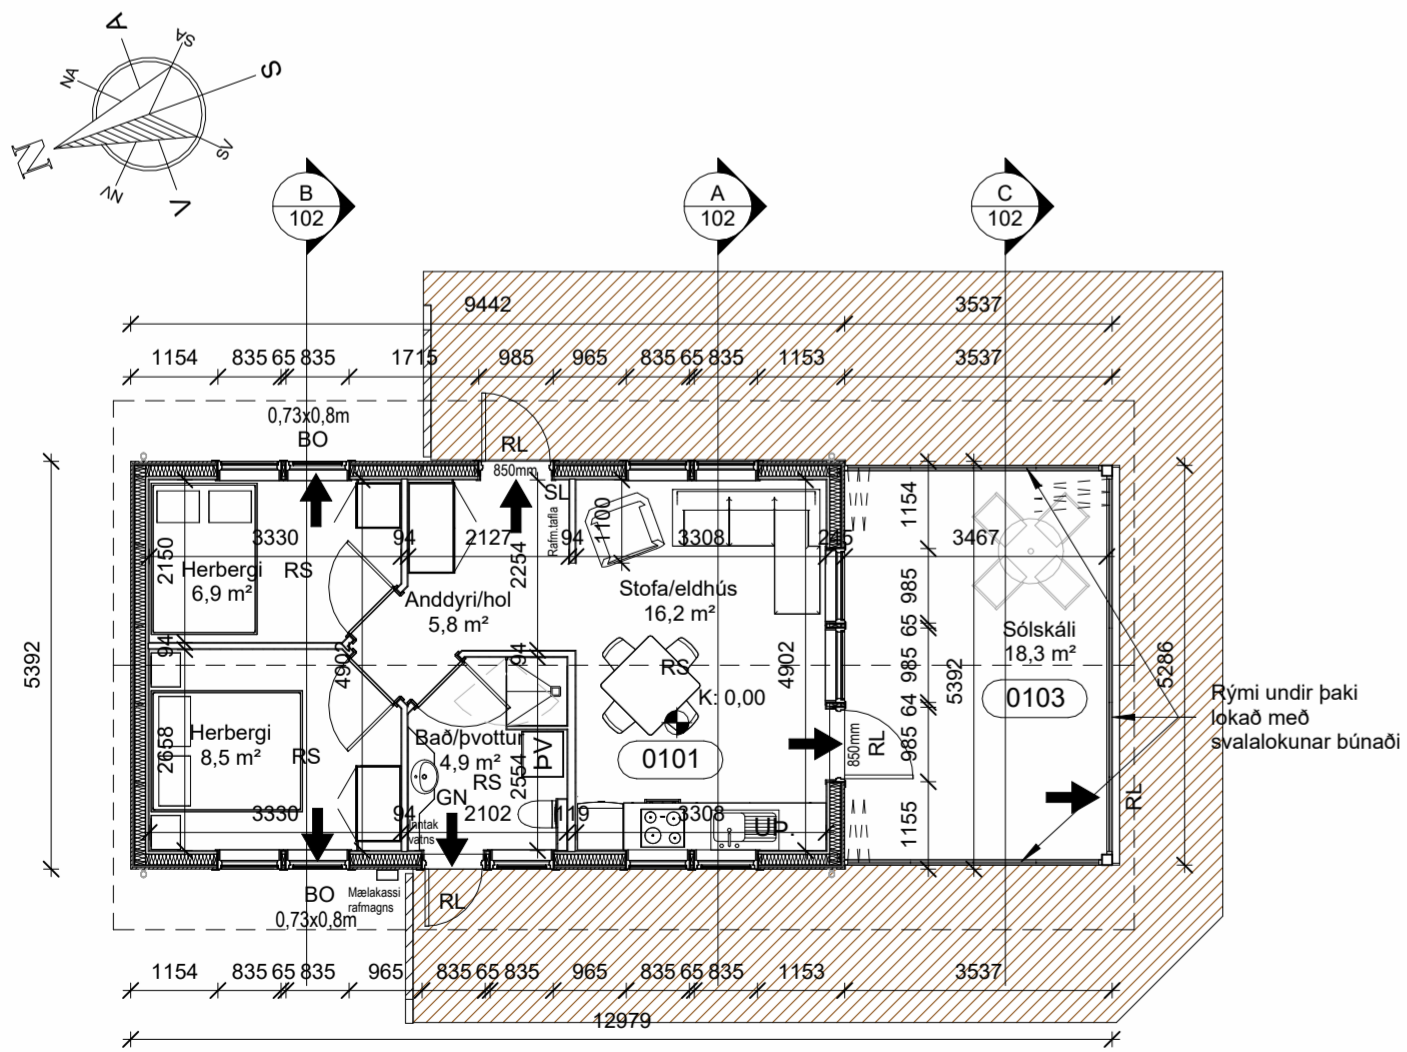 A
SA
S
NA
N
SV
NV
V
B
102
A
102
C
102
9442
3537
1154
835
65
835
1715
985
965
835
65
835
1153
3537
0,73x0,8m
BO
RL
850mm
SL
Rafm.tafla
1100
3330
94
2127
94
3308
245
3467
2150
2254
1154
Herbergi
6,9 m²
RS
Anddyri/hol
5,8 m²
Stofa/eldhús
16,2 m²
985
65
Sólskáli
18,3 m²
0103
94
4902
94
RS
4902
985
5392
5286
5392
K: 0,00
64
Rými undir þaki
lokað með
svalalokunar búnaði
Herbergi
8,5 m²
RS
2658
Bað/þvottur
4,9 m²
RS
2554
ÞV
0101
850mm
RL
985
GN
RL
3330
94
2102
119
3308
UÞ.
1155
Inntak
vatns
BO
0,73x0,8m
Mælakassi
rafmagns
RL
1154
835
65
835
965
835
65
835
965
835
65
835
1153
3537
12979